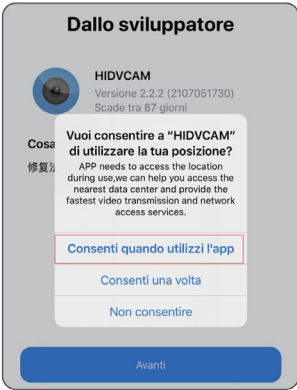 Dallo sviluppatore
HIDVCAM
Versione 2.2.2 (2107051730)
Scade tra 87 giorni
Cosa
修复
Vuoi consentire a “HIDVCAM”
di utilizzare la tua posizione?
APP needs to access the location
during use,we can help you access the
nearest data center and provide the
fastest video transmission and network
access services.
Consenti quando utilizzi l'app
Consenti una volta
Non consentire
Avanti